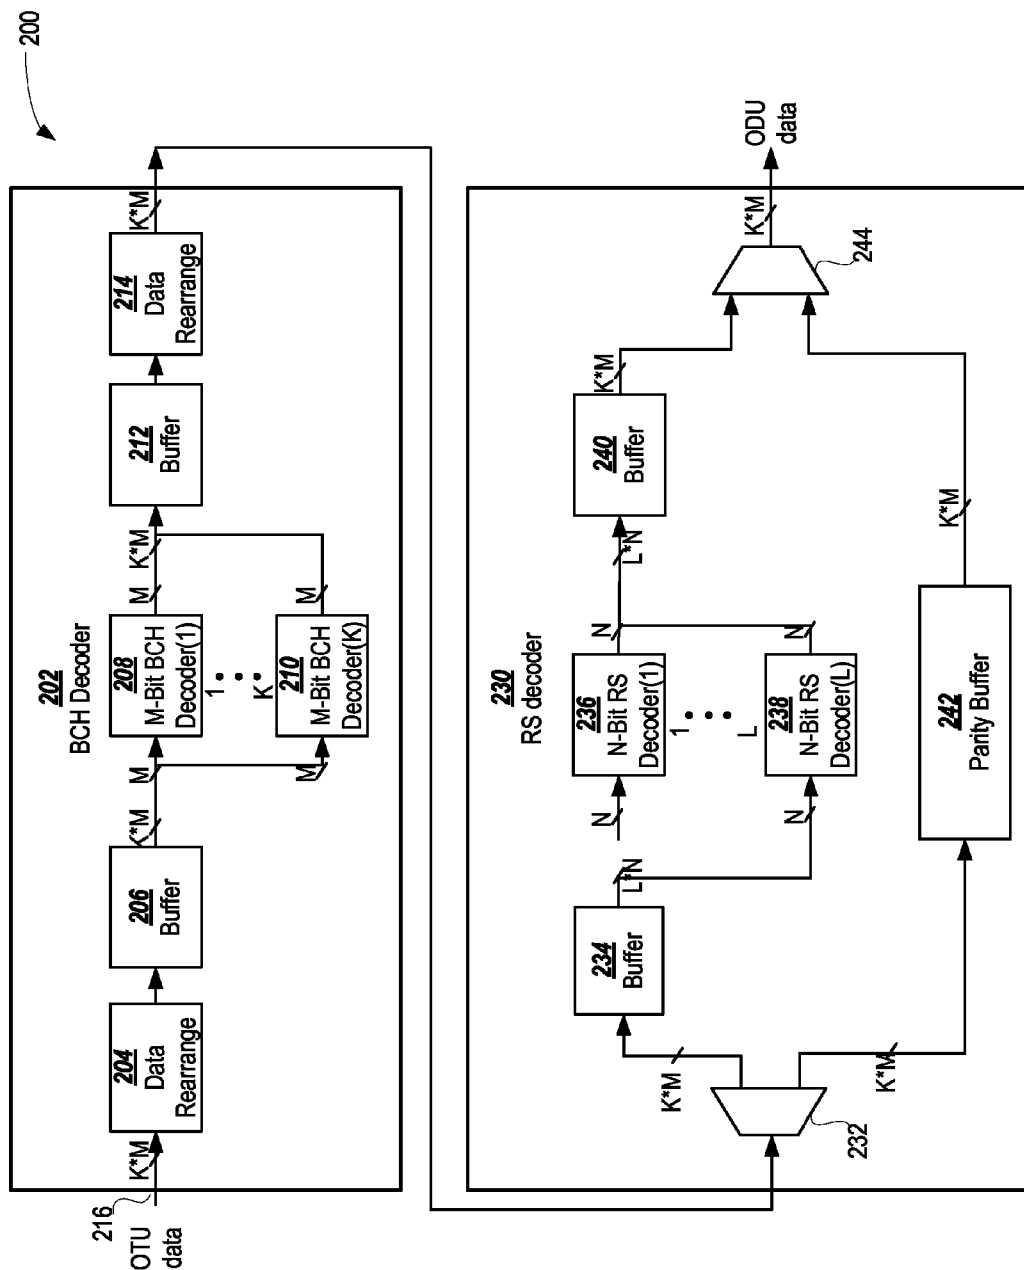 200
202
BCH Decoder
216
OTU
data
K*M
204
Data
Rearrange
206
Buffer
K*M
M
M
208
M-Bit BCH
Decoder(1)
1
K
210
M-Bit BCH
Decoder(K)
M
M
K*M
212
Buffer
214
Data
Rearrange
K*M
230
RS decoder
232
K*M
K*M
234
Buffer
L*N
N
N
236
N-Bit RS
Decoder(1)
1
L
238
N-Bit RS
Decoder(L)
N
N
L*N
240
Buffer
K*M
242
Parity Buffer
K*M
244
K*M
ODU
data